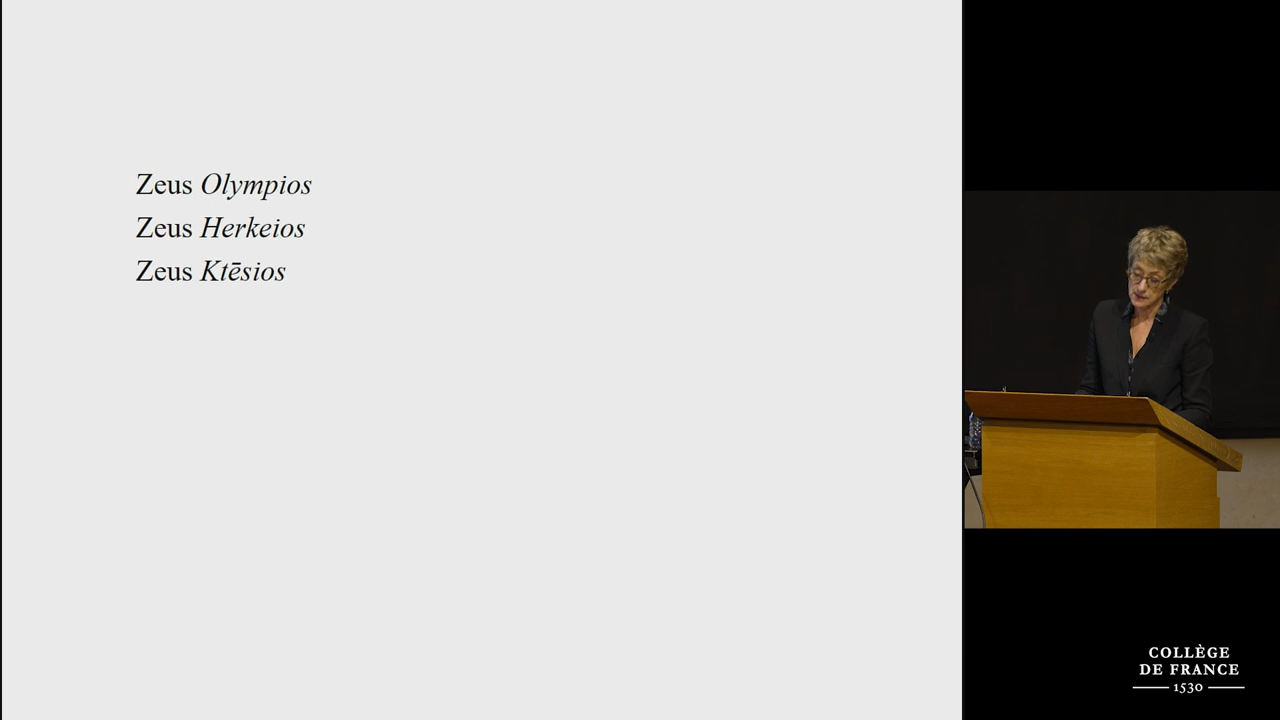 Zeus Olympios
Zeus Herkeios
Zeus Ktēsios
COLLÈGE
DE FRANCE
1530